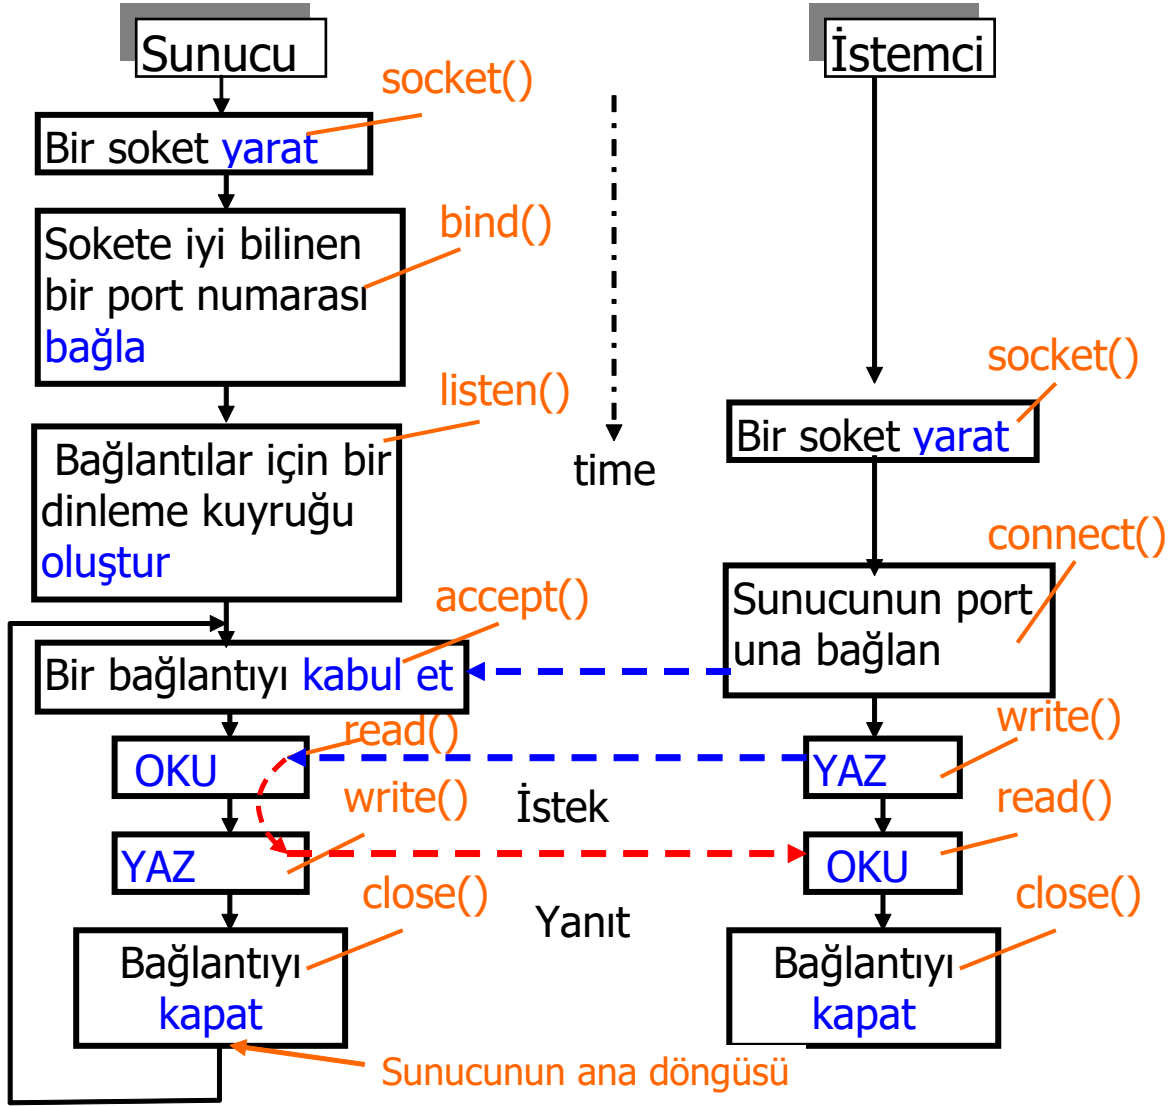 Sunucu
socket()
Bir soket yarat
bind()
Sokete iyi bilinen
bir port numarası
bağla
listen()
Bağlantılar için bir
dinleme kuyruğu
oluştur
accept()
Bir bağlantıyı kabul et
read()
OKU
write()
YAZ
close()
Bağlantıyı
kapat
Sunucunun ana döngüsü
time
İstek
Yanıt
İstemci
socket()
Bir soket yarat
connect()
Sunucunun port
una bağlan
write()
YAZ
read()
OKU
close()
Bağlantıyı
kapat